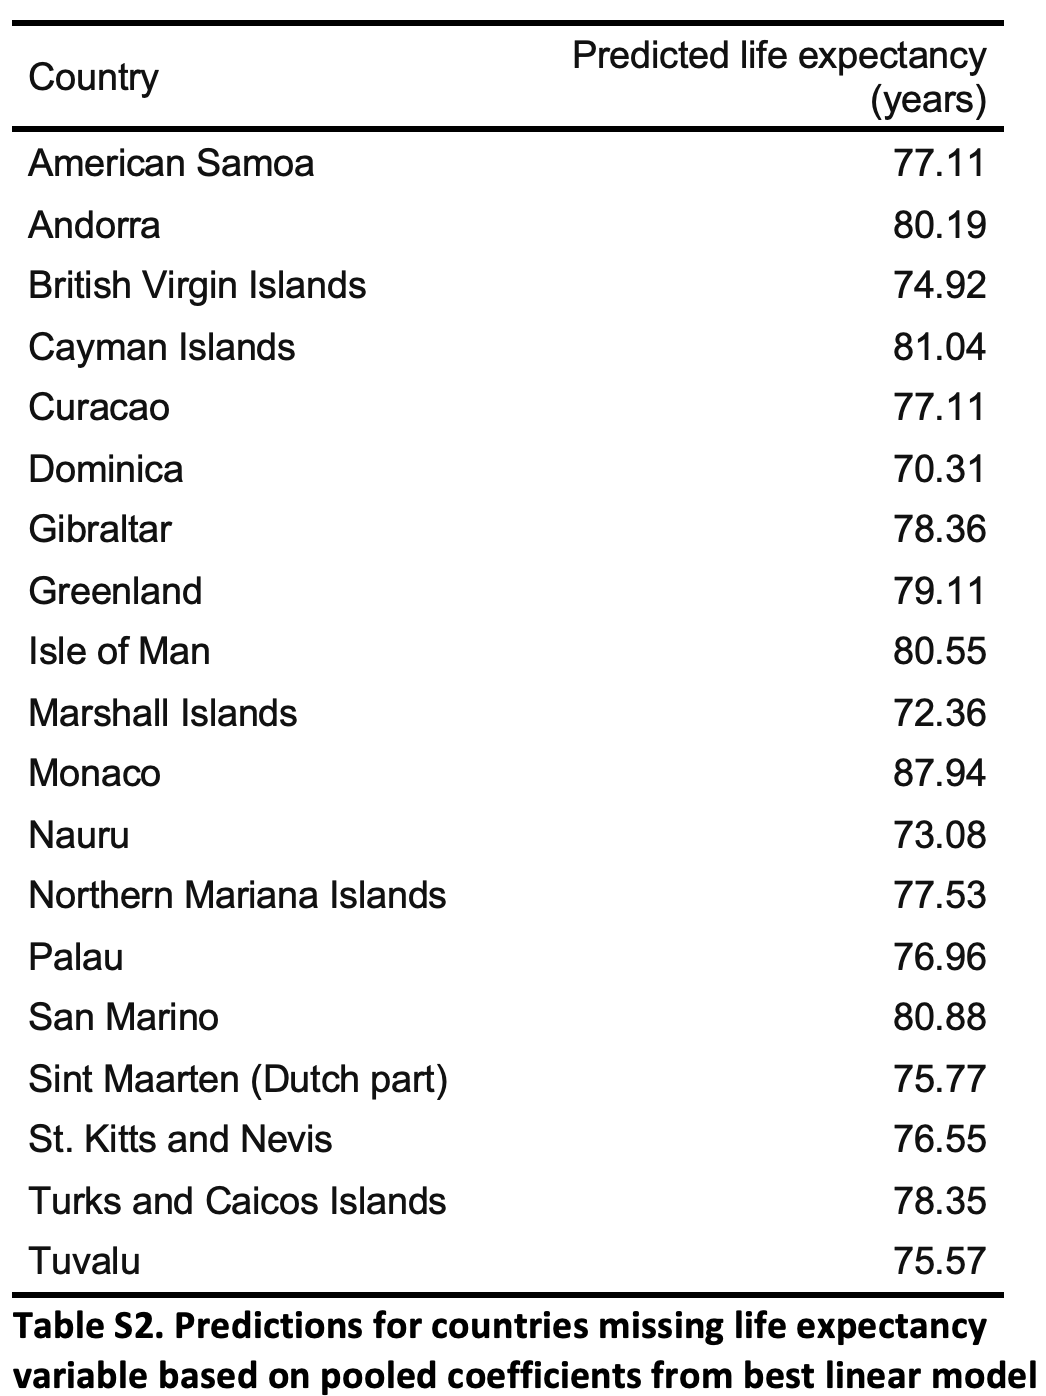 Country Predicted life expectancy
(years)
American Samoa 77.11
Andorra 80.19
British Virgin Islands 74.92
Cayman Islands 81.04
Curacao 77.11
Dominica 70.31
Gibraltar 78.36
Greenland 79.11
Isle of Man 80.55
Marshall Islands 72.36
Monaco 87.94
Nauru 73.08
Northern Mariana Islands 77.53
Palau 76.96
San Marino 80.88
Sint Maarten (Dutch part) 75.77
St. Kitts and Nevis 76.55
Turks and Caicos Islands 78.35
Tuvalu 75.57
Table S2. Predictions for countries missing life expectancy
variable based on pooled coefficients from best linear model